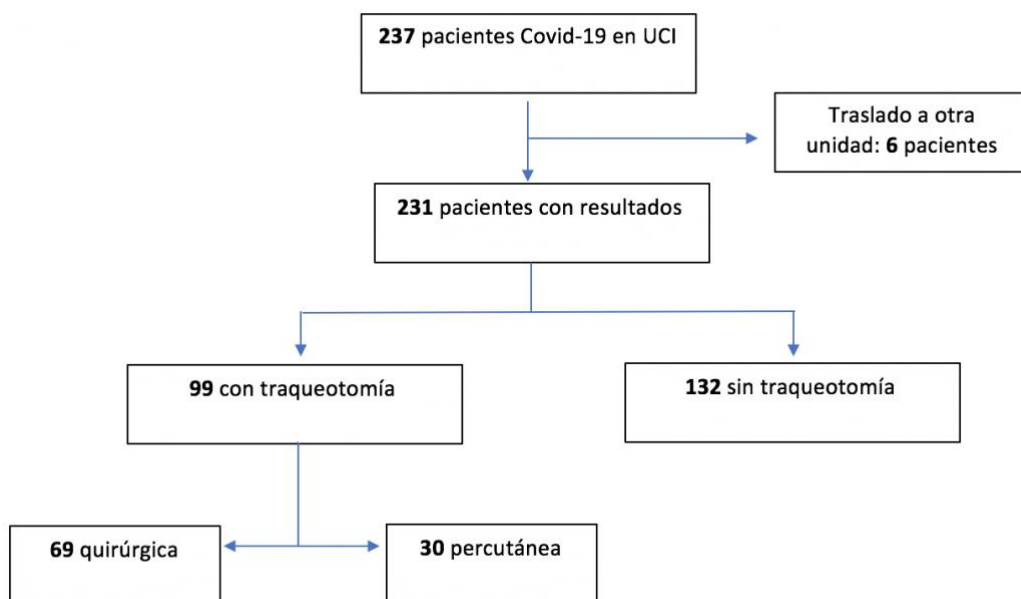 237 pacientes Covid-19 en UCI
Traslado a otra
unidad: 6 pacientes
231 pacientes con resultados
99 con traqueotomía
132 sin traqueotomía
69 quirúrgica
30 percutánea